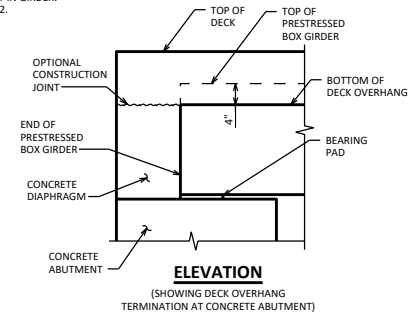 2.
TOP OF
DECK
TOP OF
PRESTRESSED
BOX GIRDER
OPTIONAL
CONSTRUCTION
JOINT
BOTTOM OF
DECK OVERHANG
4"
END OF
PRESTRESSED
BOX GIRDER
BEARING
PAD
CONCRETE
DIAPHRAGM
CONCRETE
ABUTMENT
ELEVATION
(SHOWING DECK OVERHANG
TERMINATION AT CONCRETE ABUTMENT)